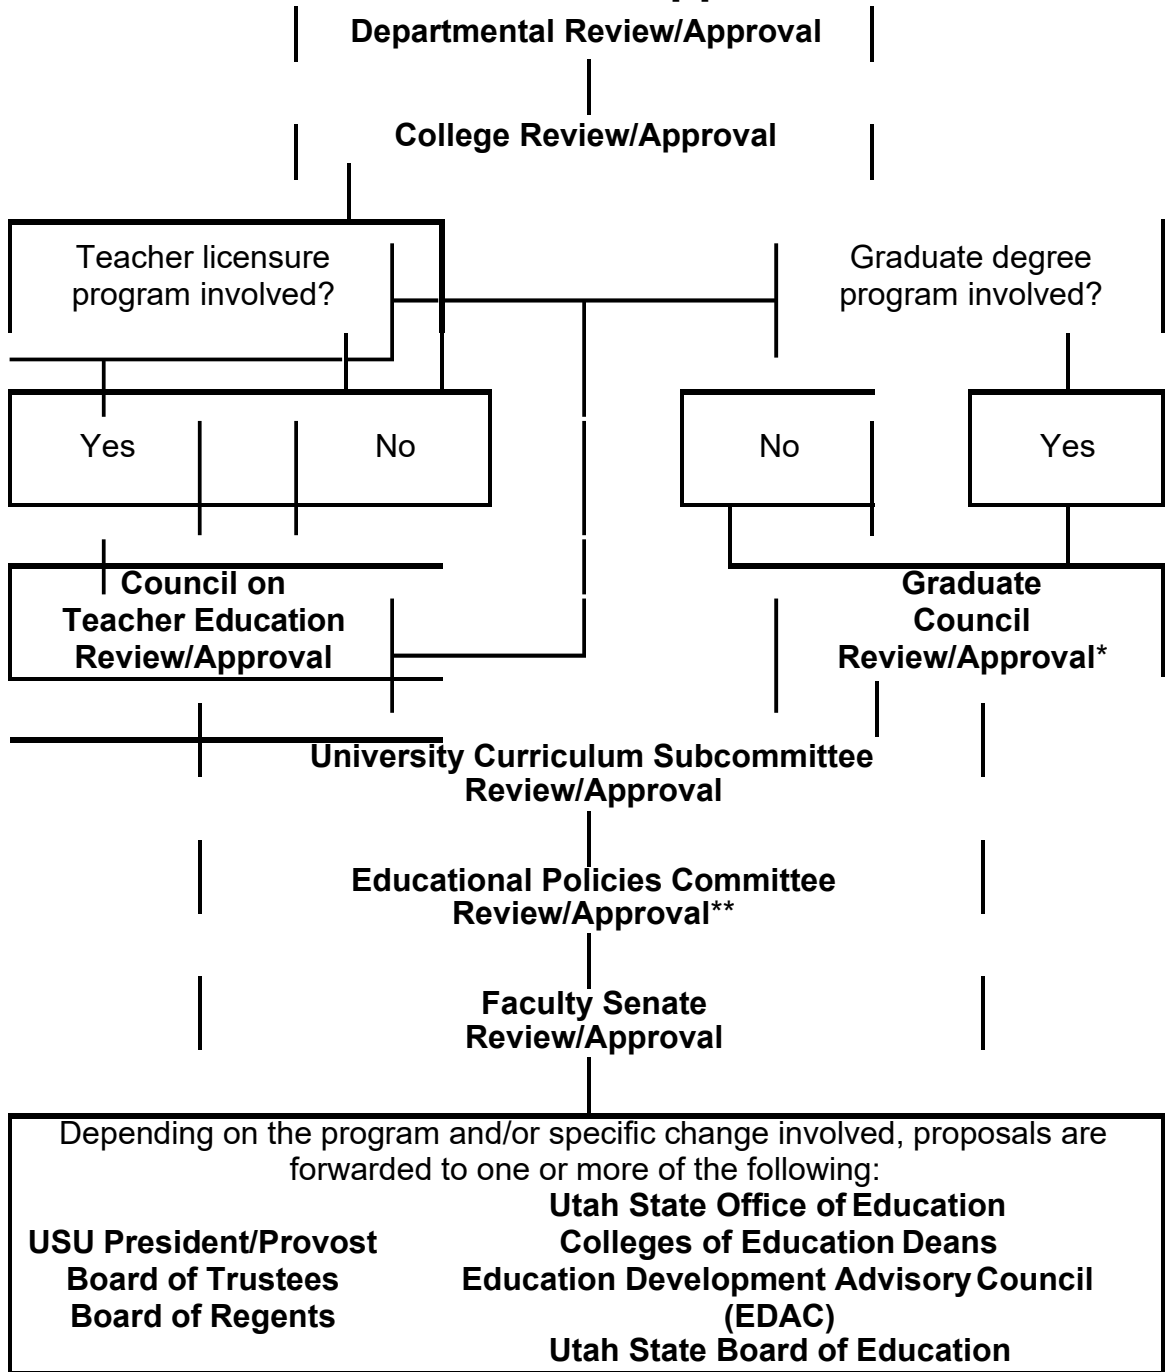 Departmental Review/Approval
College Review/Approval
Teacher licensure
program involved?
Graduate degree
program involved?
Yes
No
No
Yes
Council on
Teacher Education
Review/Approval
Graduate
Council
Review/Approval*
University Curriculum Subcommittee
Review/Approval
Educational Policies Committee
Review/Approval**
Faculty Senate
Review/Approval
Depending on the program and/or specific change involved, proposals are
forwarded to one or more of the following:
USU President/Provost
Board of Trustees
Board of Regents
Utah State Office of Education
Colleges of Education Deans
Education Development Advisory Council
(EDAC)
Utah State Board of Education